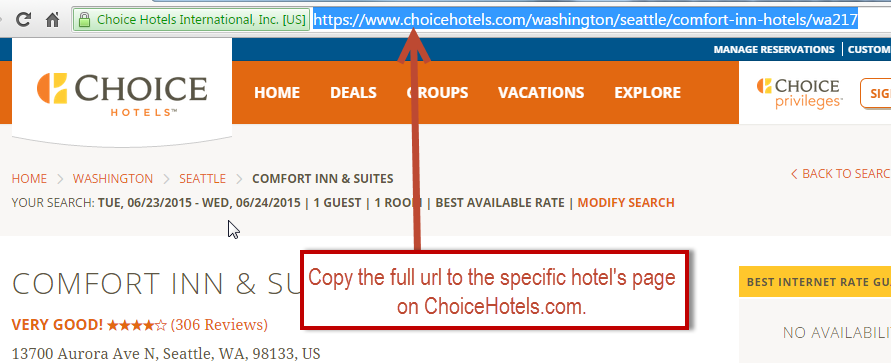 Choice Hotels International, Inc. [US] https://www.choicehotels.com/washington/seattle/comfort-inn-hotels/wa217
MANAGE RESERVATIONS CUSTOM
CHOICE HOTELS™ HOME DEALS GROUPS VACATIONS EXPLORE CHOICE privileges® SIG
HOME > WASHINGTON > SEATTLE > COMFORT INN & SUITES < BACK TO SEARC
YOUR SEARCH: TUE, 06/23/2015 - WED, 06/24/2015 | 1 GUEST | 1 ROOM | BEST AVAILABLE RATE | MODIFY SEARCH
Copy the full url to the specific hotel's page
on ChoiceHotels.com.
COMFORT INN & SU
BEST INTERNET RATE GUA
VERY GOOD! ★★★★☆ (306 Reviews)
NO AVAILABILI
13700 Aurora Ave N, Seattle, WA, 98133, US